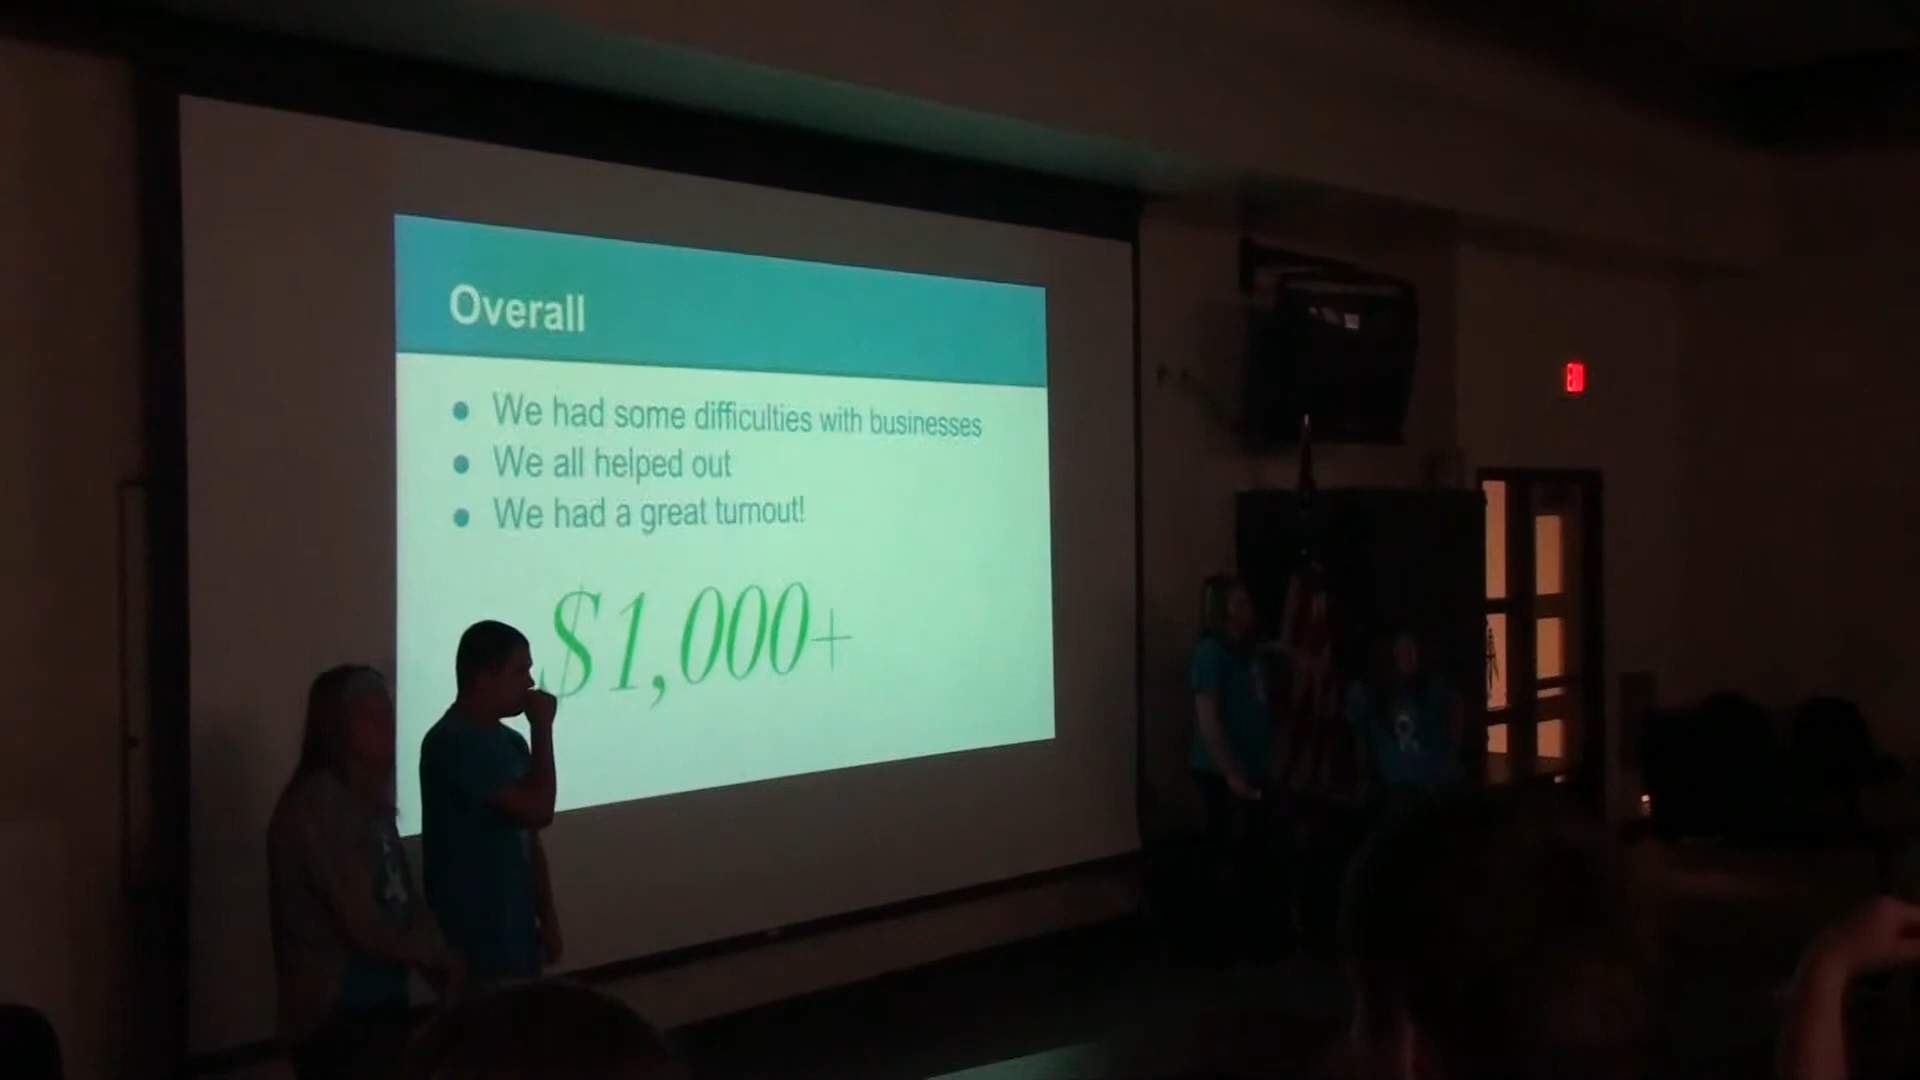 Overall
● We had some difficulties with businesses
● We all helped out
● We had a great turnout!
$1,000+